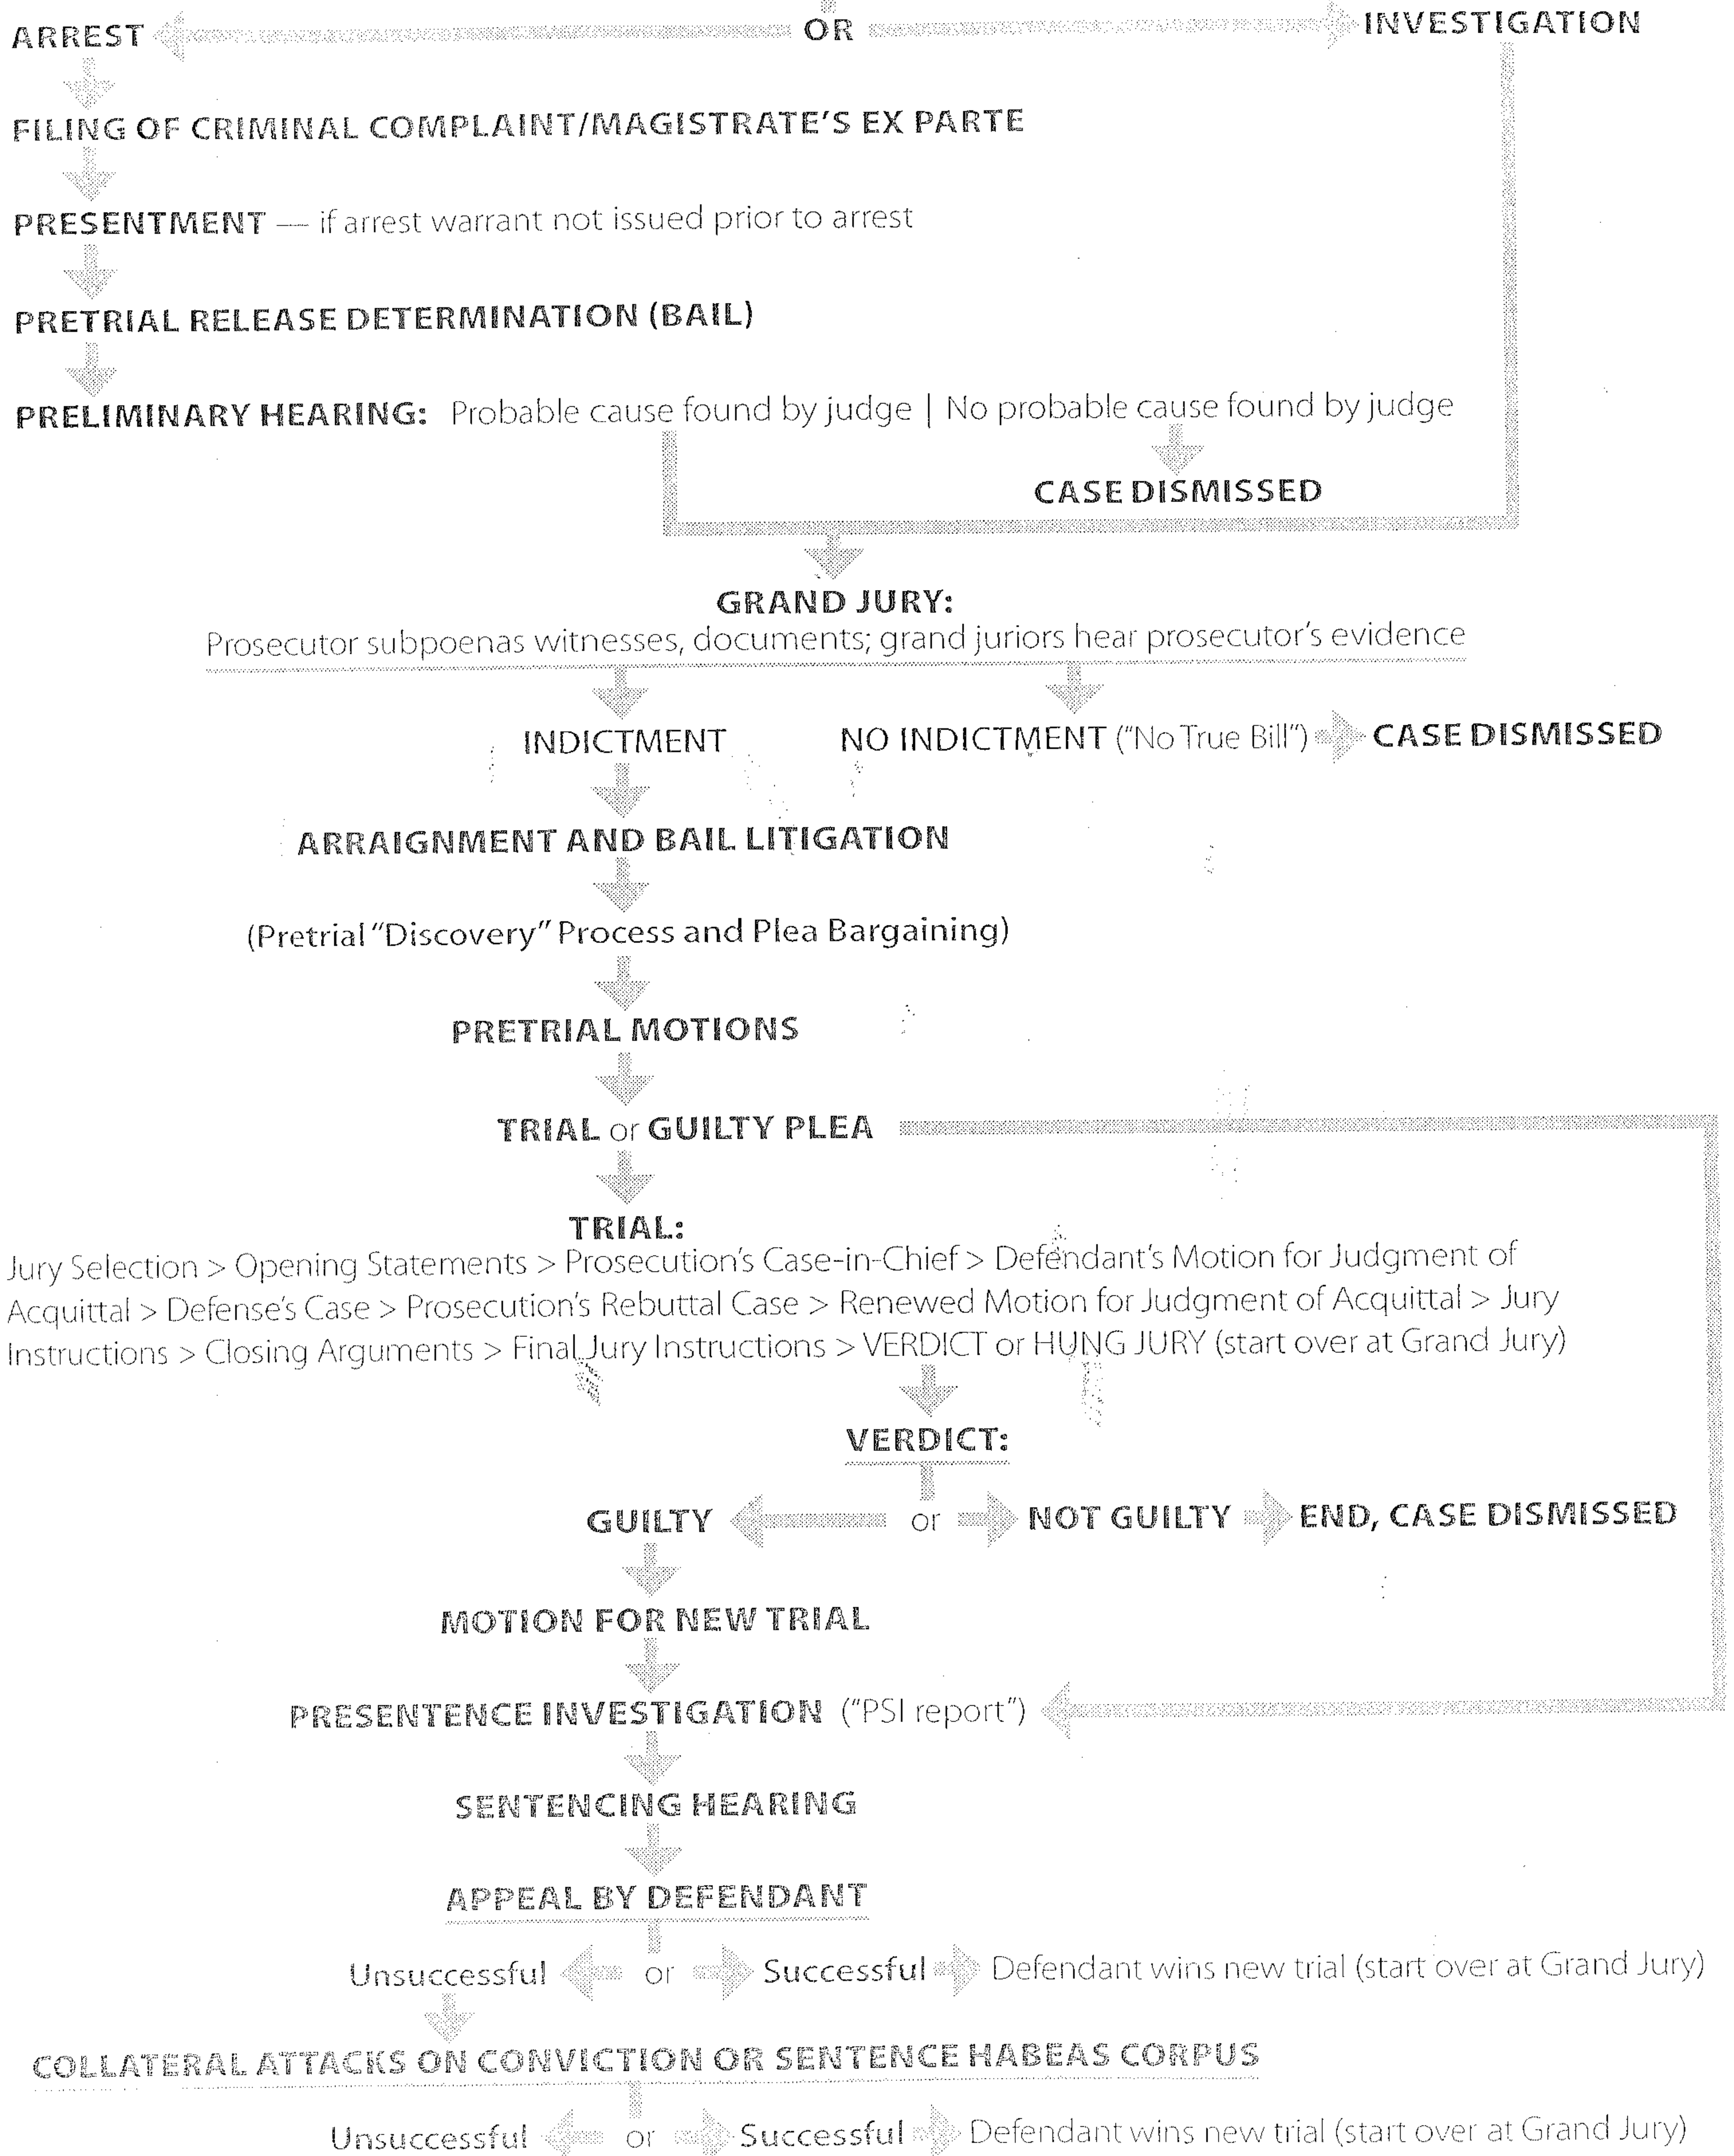 ARREST OR INVESTIGATION
FILING OF CRIMINAL COMPLAINT/MAGISTRATE'S EX PARTE
PRESENTMENT — if arrest warrant not issued prior to arrest
PRETRIAL RELEASE DETERMINATION (BAIL)
PRELIMINARY HEARING: Probable cause found by judge | No probable cause found by judge
CASE DISMISSED
GRAND JURY:
Prosecutor subpoenas witnesses, documents; grand juriors hear prosecutor's evidence
INDICTMENT NO INDICTMENT ("No True Bill") CASE DISMISSED
ARRAIGNMENT AND BAIL LITIGATION
(Pretrial "Discovery" Process and Plea Bargaining)
PRETRIAL MOTIONS
TRIAL or GUILTY PLEA
TRIAL:
Jury Selection > Opening Statements > Prosecution's Case-in-Chief > Defendant's Motion for Judgment of
Acquittal > Defense's Case > Prosecution's Rebuttal Case > Renewed Motion for Judgment of Acquittal > Jury
Instructions > Closing Arguments > Final Jury Instructions > VERDICT or HUNG JURY (start over at Grand Jury)
VERDICT:
GUILTY or NOT GUILTY END, CASE DISMISSED
MOTION FOR NEW TRIAL
PRESENTENCE INVESTIGATION ("PSI report")
SENTENCING HEARING
APPEAL BY DEFENDANT
Unsuccessful or Successful Defendant wins new trial (start over at Grand Jury)
COLLATERAL ATTACKS ON CONVICTION OR SENTENCE HABEAS CORPUS
Unsuccessful or Successful Defendant wins new trial (start over at Grand Jury)